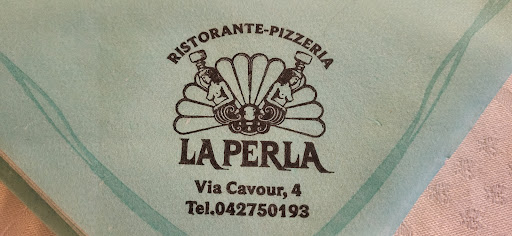 RISTORANTE-PIZZERIA
LA PERLA
Via Cavour, 4
Tel.042750193